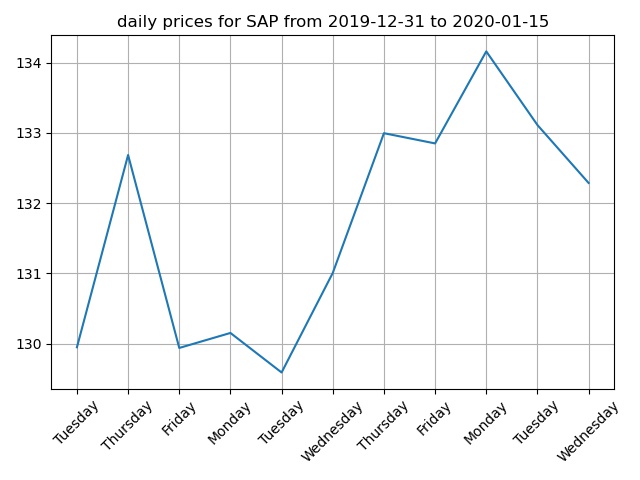 daily prices for SAP from 2019-12-31 to 2020-01-15
134
133
132
131
130
Tuesday
Thursday
Friday
Monday
Tuesday
Wednesday
Thursday
Friday
Monday
Tuesday
Wednesday